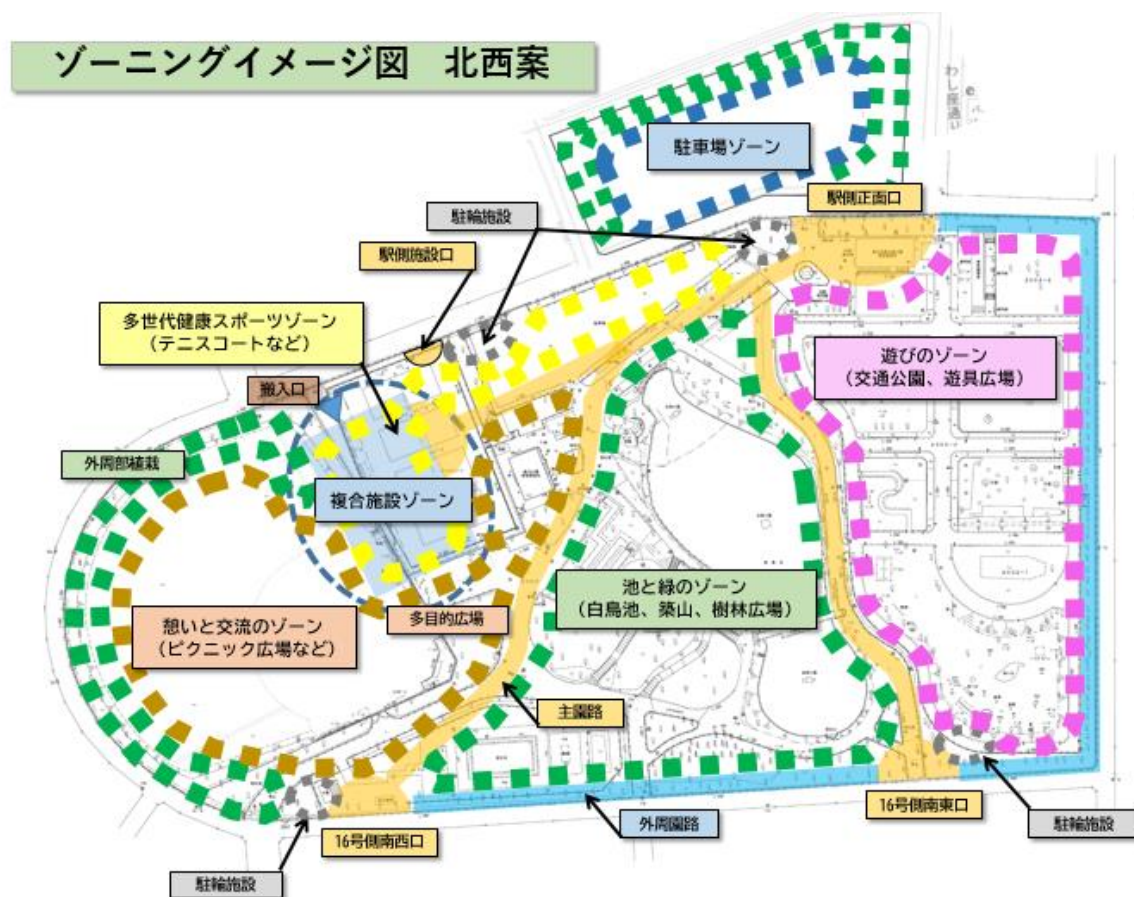 ゾーニングイメージ図　北西案
わし座通り
駐車場ゾーン
駅側正面口
駐輪施設
駅側施設口
多世代健康スポーツゾーン
（テニスコートなど）
遊びのゾーン
（交通公園、遊具広場）
搬入口
外周部植栽
複合施設ゾーン
池と緑のゾーン
（白鳥池、築山、樹林広場）
多目的広場
憩いと交流のゾーン
（ピクニック広場など）
主園路
16号側南東口
外周園路
駐輪施設
16号側南西口
駐輪施設